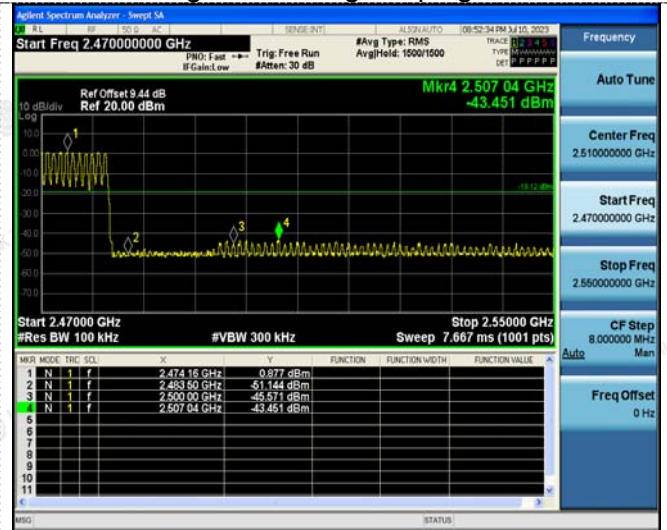 Agilent Spectrum Analyzer - Swept SA
RL RF 50 Ω AC SENSE:INT ALIGN AUTO 08:52:34 PM Jul 10, 2023
Start Freq 2.470000000 GHz
PNO: Fast Trig: Free Run #Avg Type: RMS TRACE 1 2 3 4 5 6
IFGain:Low #Atten: 30 dB Avg|Hold: 1500/1500 TYPE
DET P P P P P P
Mkr4 2.507 04 GHz
-43.451 dBm
Ref Offset 9.44 dB
10 dB/div Ref 20.00 dBm
Log
10.0
0.00
-10.0
-20.0
-30.0
-40.0
-50.0
-60.0
-70.0
1
2
3
4
-19.12 dBm
Start 2.47000 GHz Stop 2.55000 GHz
#Res BW 100 kHz #VBW 300 kHz Sweep 7.667 ms (1001 pts)
MKR MODE TRC SCL X Y FUNCTION FUNCTION WIDTH FUNCTION VALUE
1 N 1 f 2.474 16 GHz 0.877 dBm
2 N 1 f 2.483 50 GHz -51.144 dBm
3 N 1 f 2.500 00 GHz -45.571 dBm
4 N 1 f 2.507 04 GHz -43.451 dBm
5
6
7
8
9
10
11
MSG STATUS
Frequency
Auto Tune
Center Freq
2.510000000 GHz
Start Freq
2.470000000 GHz
Stop Freq
2.550000000 GHz
CF Step
8.000000 MHz
Auto Man
Freq Offset
0 Hz